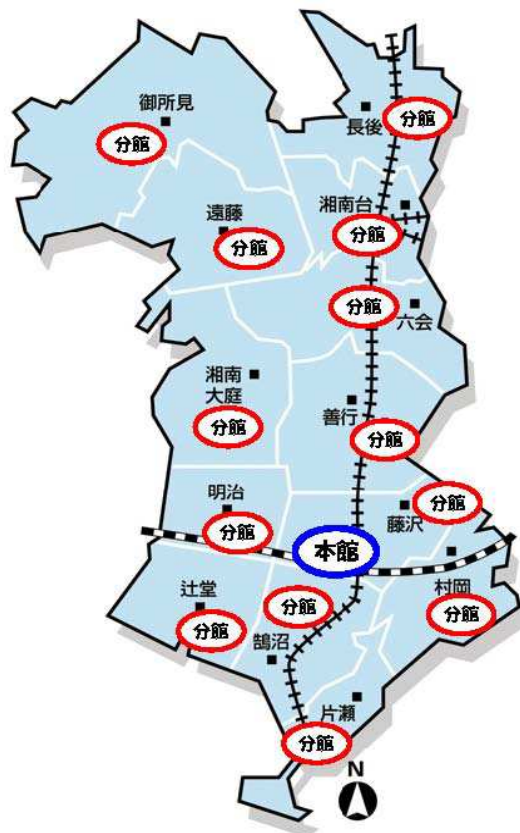 御所見
分館
長後
分館
遠藤
分館
湘南台
分館
分館
六会
湘南
大庭
分館
善行
分館
明治
分館
藤沢
分館
本館
村岡
分館
辻堂
分館
分館
鵠沼
片瀬
分館
N